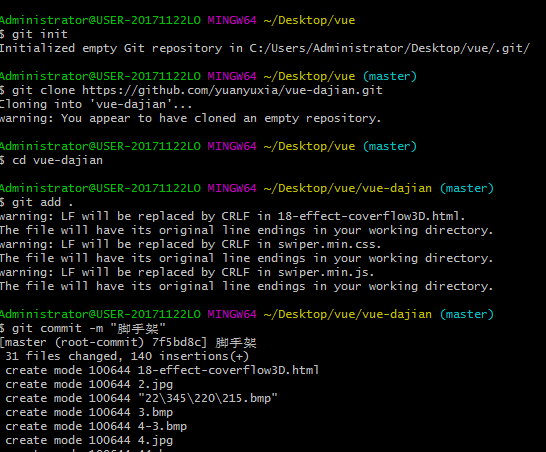 Administrator@USER-20171122LO MINGW64 ~/Desktop/vue
$ git init
Initialized empty Git repository in C:/Users/Administrator/Desktop/vue/.git/
Administrator@USER-20171122LO MINGW64 ~/Desktop/vue (master)
$ git clone https://github.com/yuanyuxia/vue-dajian.git
Cloning into 'vue-dajian'...
warning: You appear to have cloned an empty repository.
Administrator@USER-20171122LO MINGW64 ~/Desktop/vue (master)
$ cd vue-dajian
Administrator@USER-20171122LO MINGW64 ~/Desktop/vue/vue-dajian (master)
$ git add .
warning: LF will be replaced by CRLF in 18-effect-coverflow3D.html.
The file will have its original line endings in your working directory.
warning: LF will be replaced by CRLF in swiper.min.css.
The file will have its original line endings in your working directory.
warning: LF will be replaced by CRLF in swiper.min.js.
The file will have its original line endings in your working directory.
Administrator@USER-20171122LO MINGW64 ~/Desktop/vue/vue-dajian (master)
$ git commit -m "脚手架"
[master (root-commit) 7f5bd8c] 脚手架
31 files changed, 140 insertions(+)
create mode 100644 18-effect-coverflow3D.html
create mode 100644 2.jpg
create mode 100644 "22\345\220\215.bmp"
create mode 100644 3.bmp
create mode 100644 4-3.bmp
create mode 100644 4.jpg